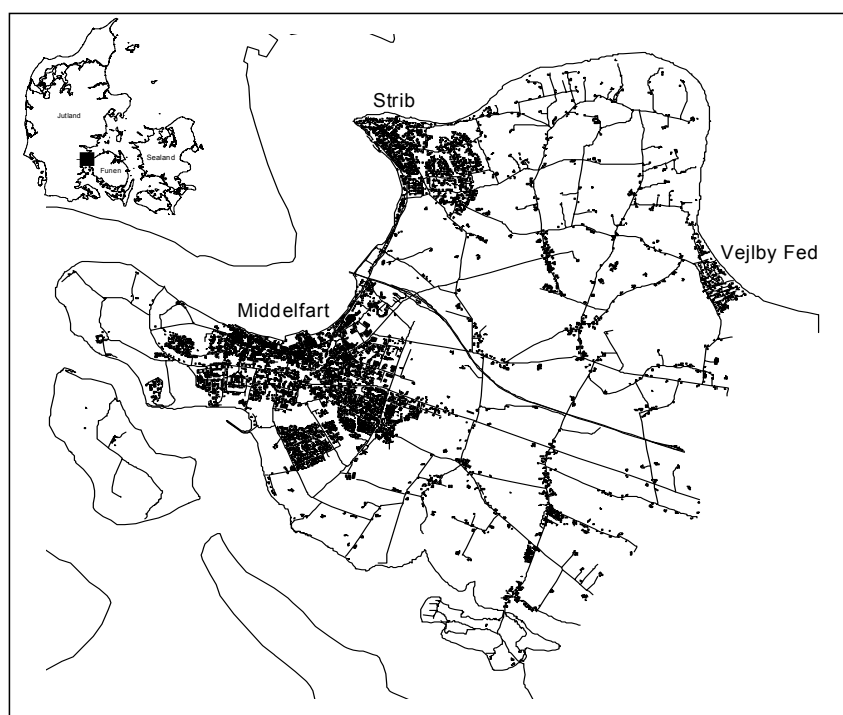 Strib
Jutland
Sealand
Funen
Vejlby Fed
Middelfart